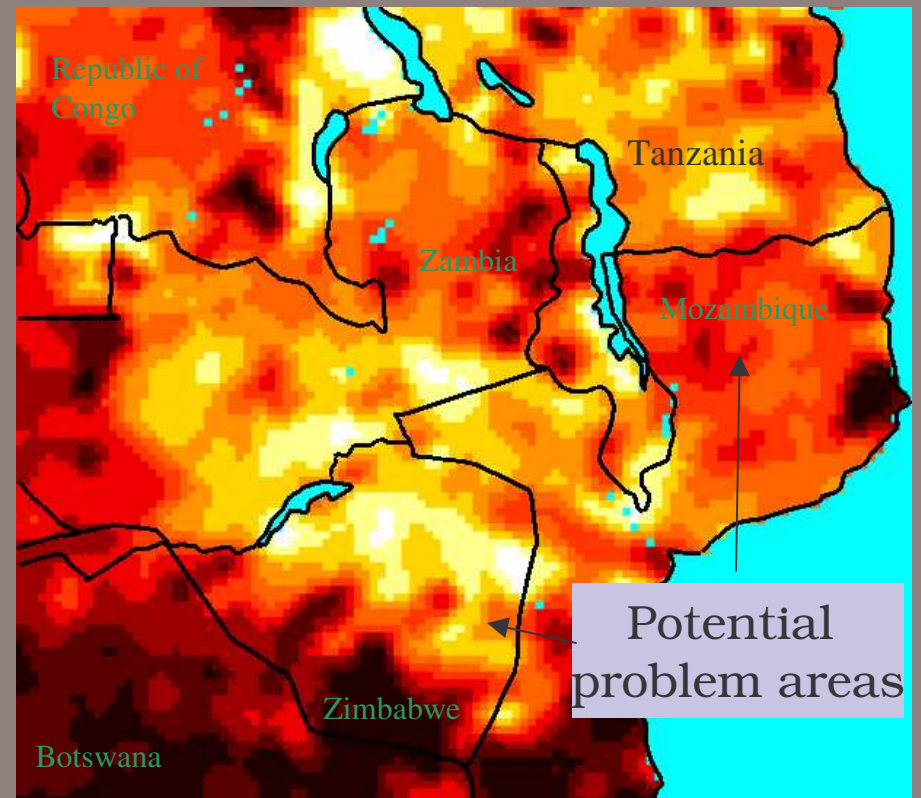 Republic of
Congo
Tanzania
Zambia
Mozambique
Potential
problem areas
Zimbabwe
Botswana